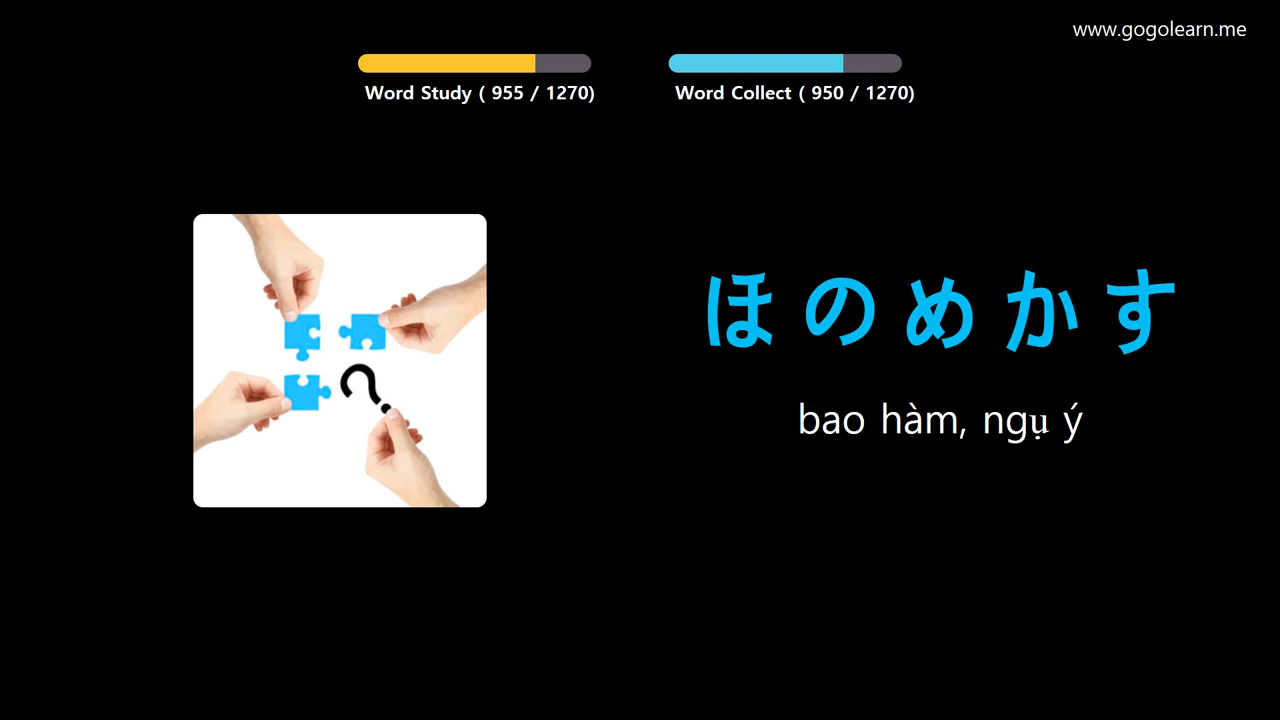 www.gogolearn.me
Word Study ( 955 / 1270)
Word Collect ( 950 / 1270)
ほのめかす
bao hàm, ngụ ý